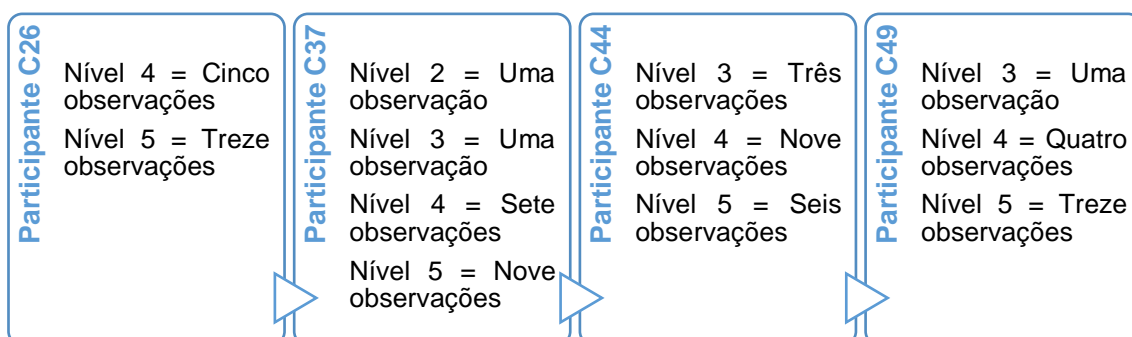 Participante C26
Nível 4 = Cinco
observações
Nível 5 = Treze
observações
Participante C37
Nível 2 = Uma
observação
Nível 3 = Uma
observação
Nível 4 = Sete
observações
Nível 5 = Nove
observações
Participante C44
Nível 3 = Três
observações
Nível 4 = Nove
observações
Nível 5 = Seis
observações
Participante C49
Nível 3 = Uma
observação
Nível 4 = Quatro
observações
Nível 5 = Treze
observações